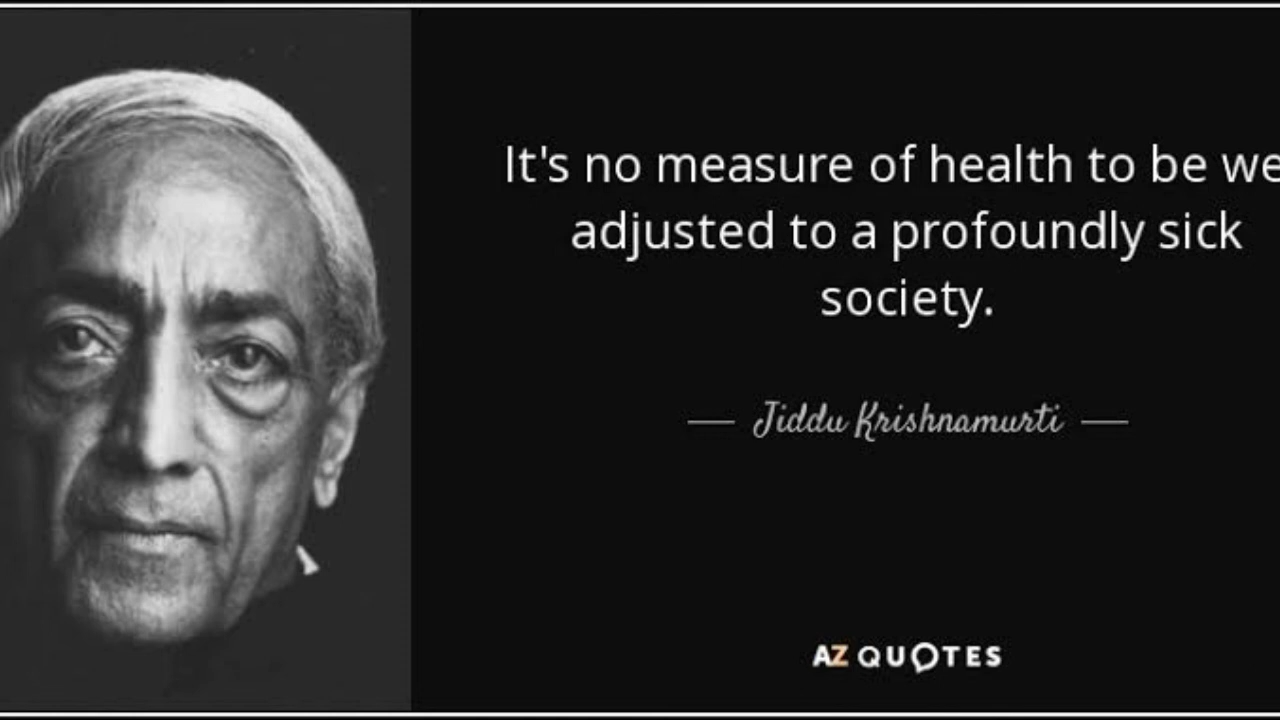 It's no measure of health to be we
adjusted to a profoundly sick
society.
Jiddu Krishnamurti
AZ QUOTES